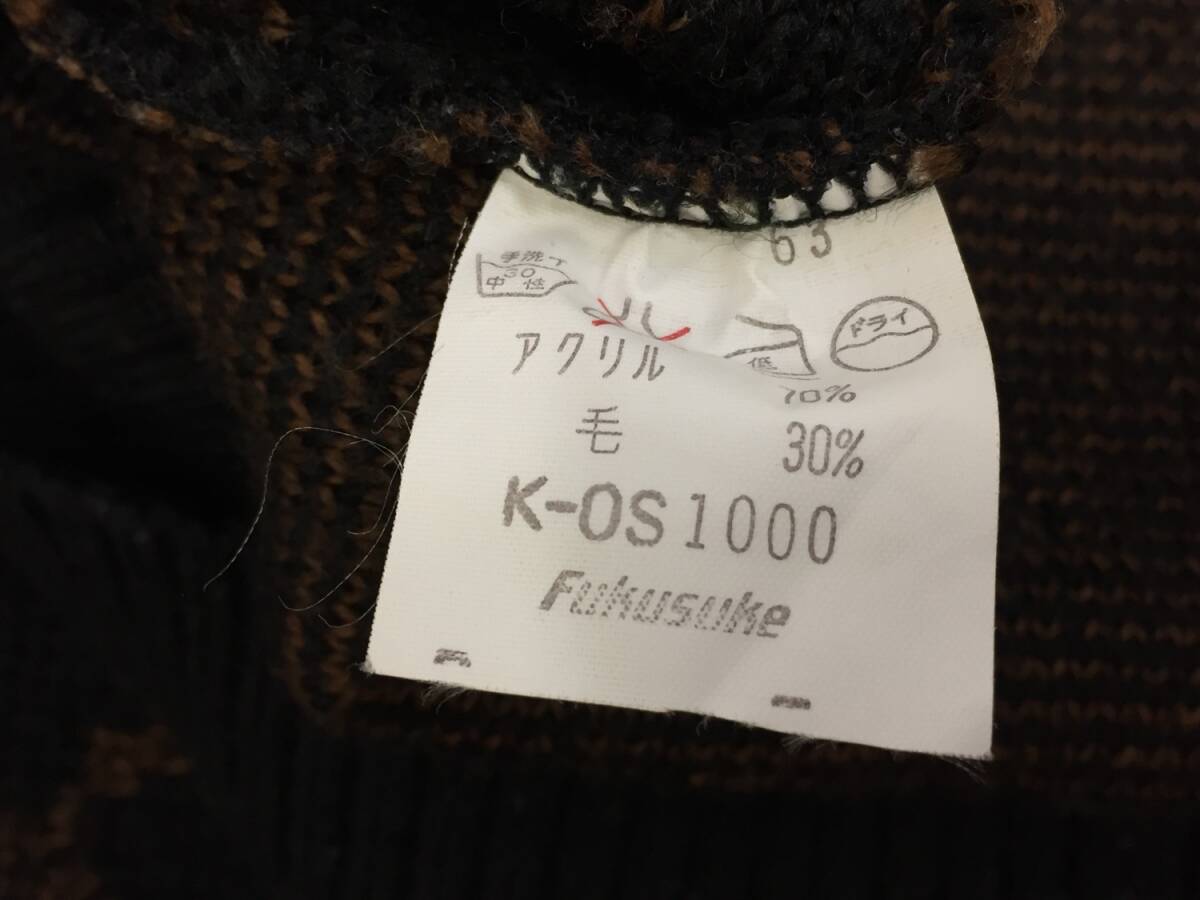 63
手洗イ
30
中性
低
ドライ
アクリル 70%
毛 30%
K-OS1000
Fukusuke